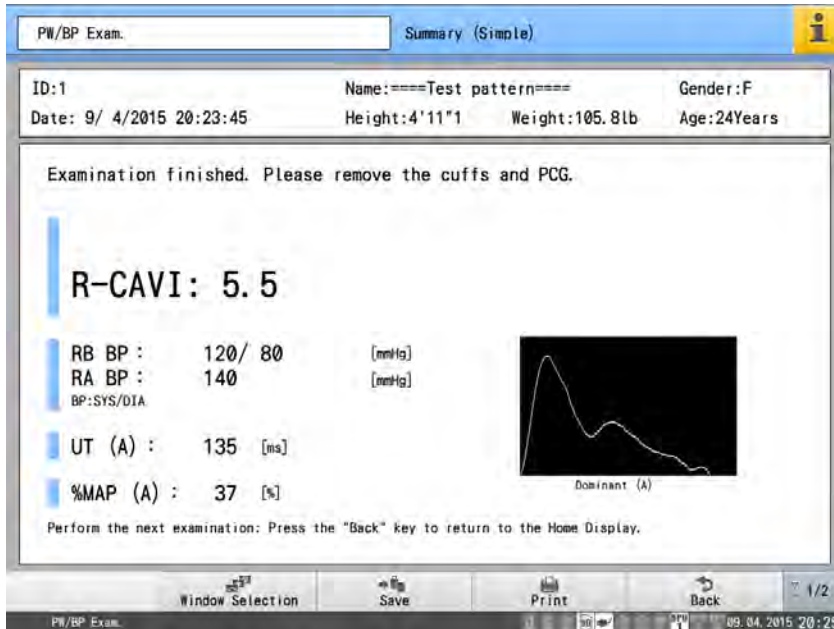 PW/BP Exam. Summary (Simple) i
ID:1 Name:====Test pattern==== Gender:F
Date: 9/ 4/2015 20:23:45 Height:4'11"1 Weight:105.8lb Age:24Years
Examination finished. Please remove the cuffs and PCG.
R-CAVI: 5.5
RB BP : 120/ 80 [mmHg]
RA BP : 140 [mmHg]
BP:SYS/DIA
UT (A) : 135 [ms]
%MAP (A) : 37 [%]
Dominant (A)
Perform the next examination: Press the "Back" key to return to the Home Display.
Window Selection Save Print Back 1/2
PW/BP Exam. 09.04.2015 20:2